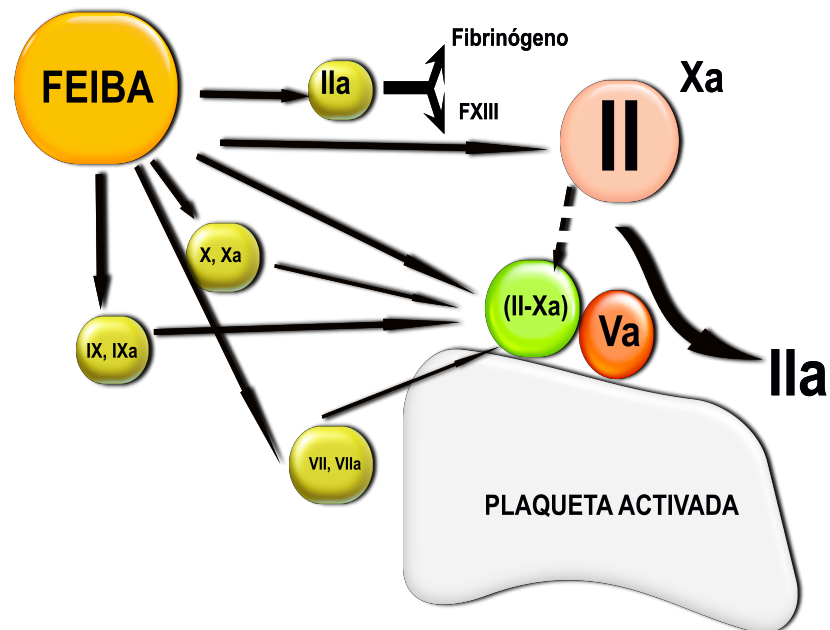 FEIBA
IIa
Fibrinógeno
FXIII
II
Xa
X, Xa
(II-Xa)
Va
IX, IXa
IIa
VII, VIIa
PLAQUETA ACTIVADA